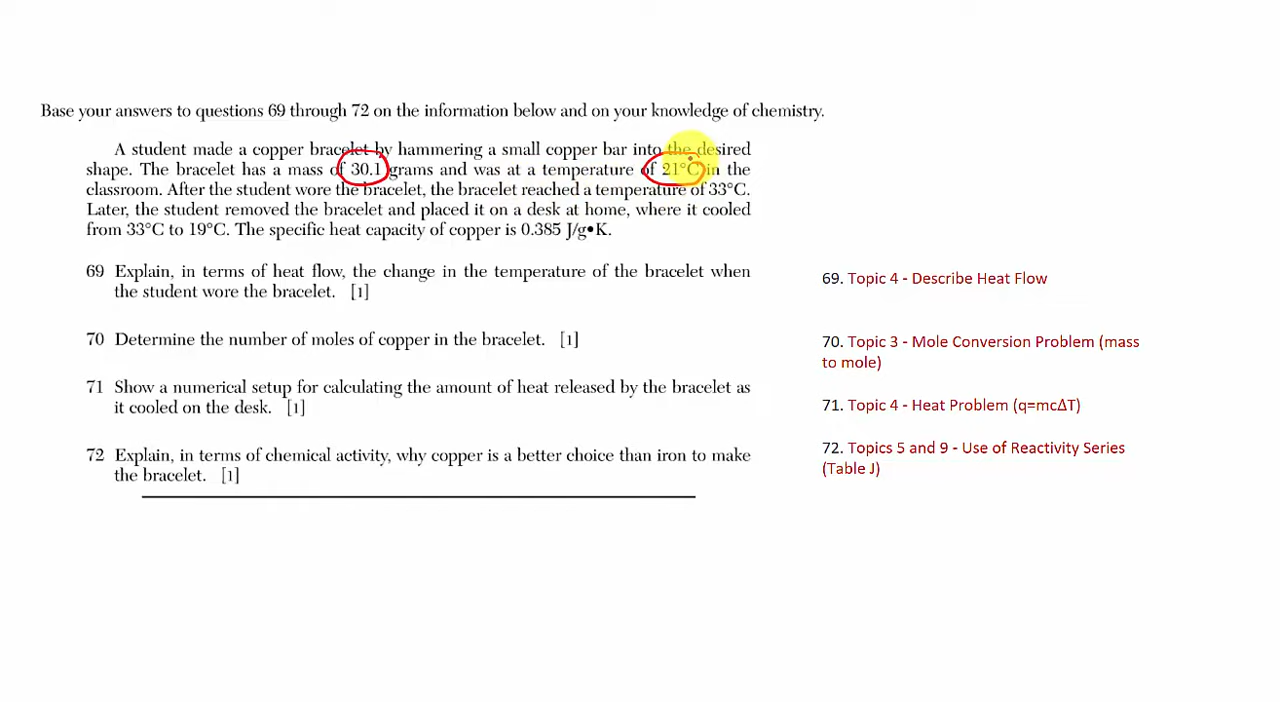 Base your answers to questions 69 through 72 on the information below and on your knowledge of chemistry.
A student made a copper bracelet by hammering a small copper bar into the desired
shape. The bracelet has a mass of 30.1 grams and was at a temperature of 21°C in the
classroom. After the student wore the bracelet, the bracelet reached a temperature of 33°C.
Later, the student removed the bracelet and placed it on a desk at home, where it cooled
from 33°C to 19°C. The specific heat capacity of copper is 0.385 J/g•K.
69 Explain, in terms of heat flow, the change in the temperature of the bracelet when
the student wore the bracelet. [1]
70 Determine the number of moles of copper in the bracelet. [1]
71 Show a numerical setup for calculating the amount of heat released by the bracelet as
it cooled on the desk. [1]
72 Explain, in terms of chemical activity, why copper is a better choice than iron to make
the bracelet. [1]
69. Topic 4 - Describe Heat Flow
70. Topic 3 - Mole Conversion Problem (mass
to mole)
71. Topic 4 - Heat Problem (q=mcΔT)
72. Topics 5 and 9 - Use of Reactivity Series
(Table J)